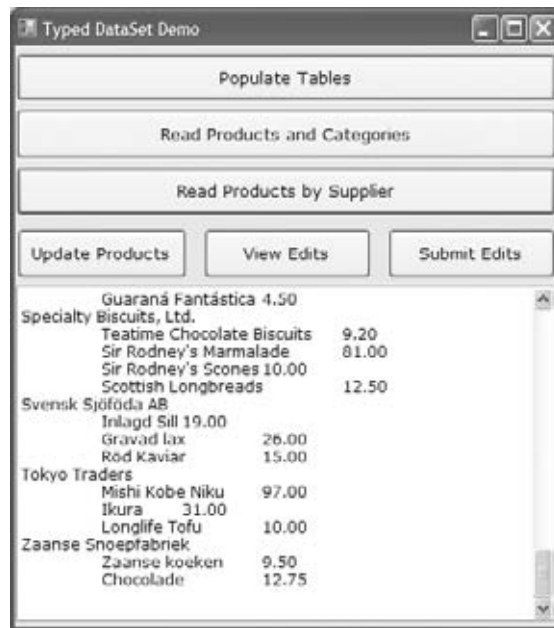 Typed DataSet Demo
Populate Tables
Read Products and Categories
Read Products by Supplier
Update Products View Edits Submit Edits
Guaraná Fantástica 4.50
Specialty Biscuits, Ltd.
Teatime Chocolate Biscuits 9.20
Sir Rodney's Marmalade 81.00
Sir Rodney's Scones 10.00
Scottish Longbreads 12.50
Svensk Sjöföda AB
Inlagd Sill 19.00
Gravad lax 26.00
Röd Kaviar 15.00
Tokyo Traders
Mishi Kobe Niku 97.00
Ikura 31.00
Longlife Tofu 10.00
Zaanse Snoepfabriek
Zaanse koeken 9.50
Chocolade 12.75